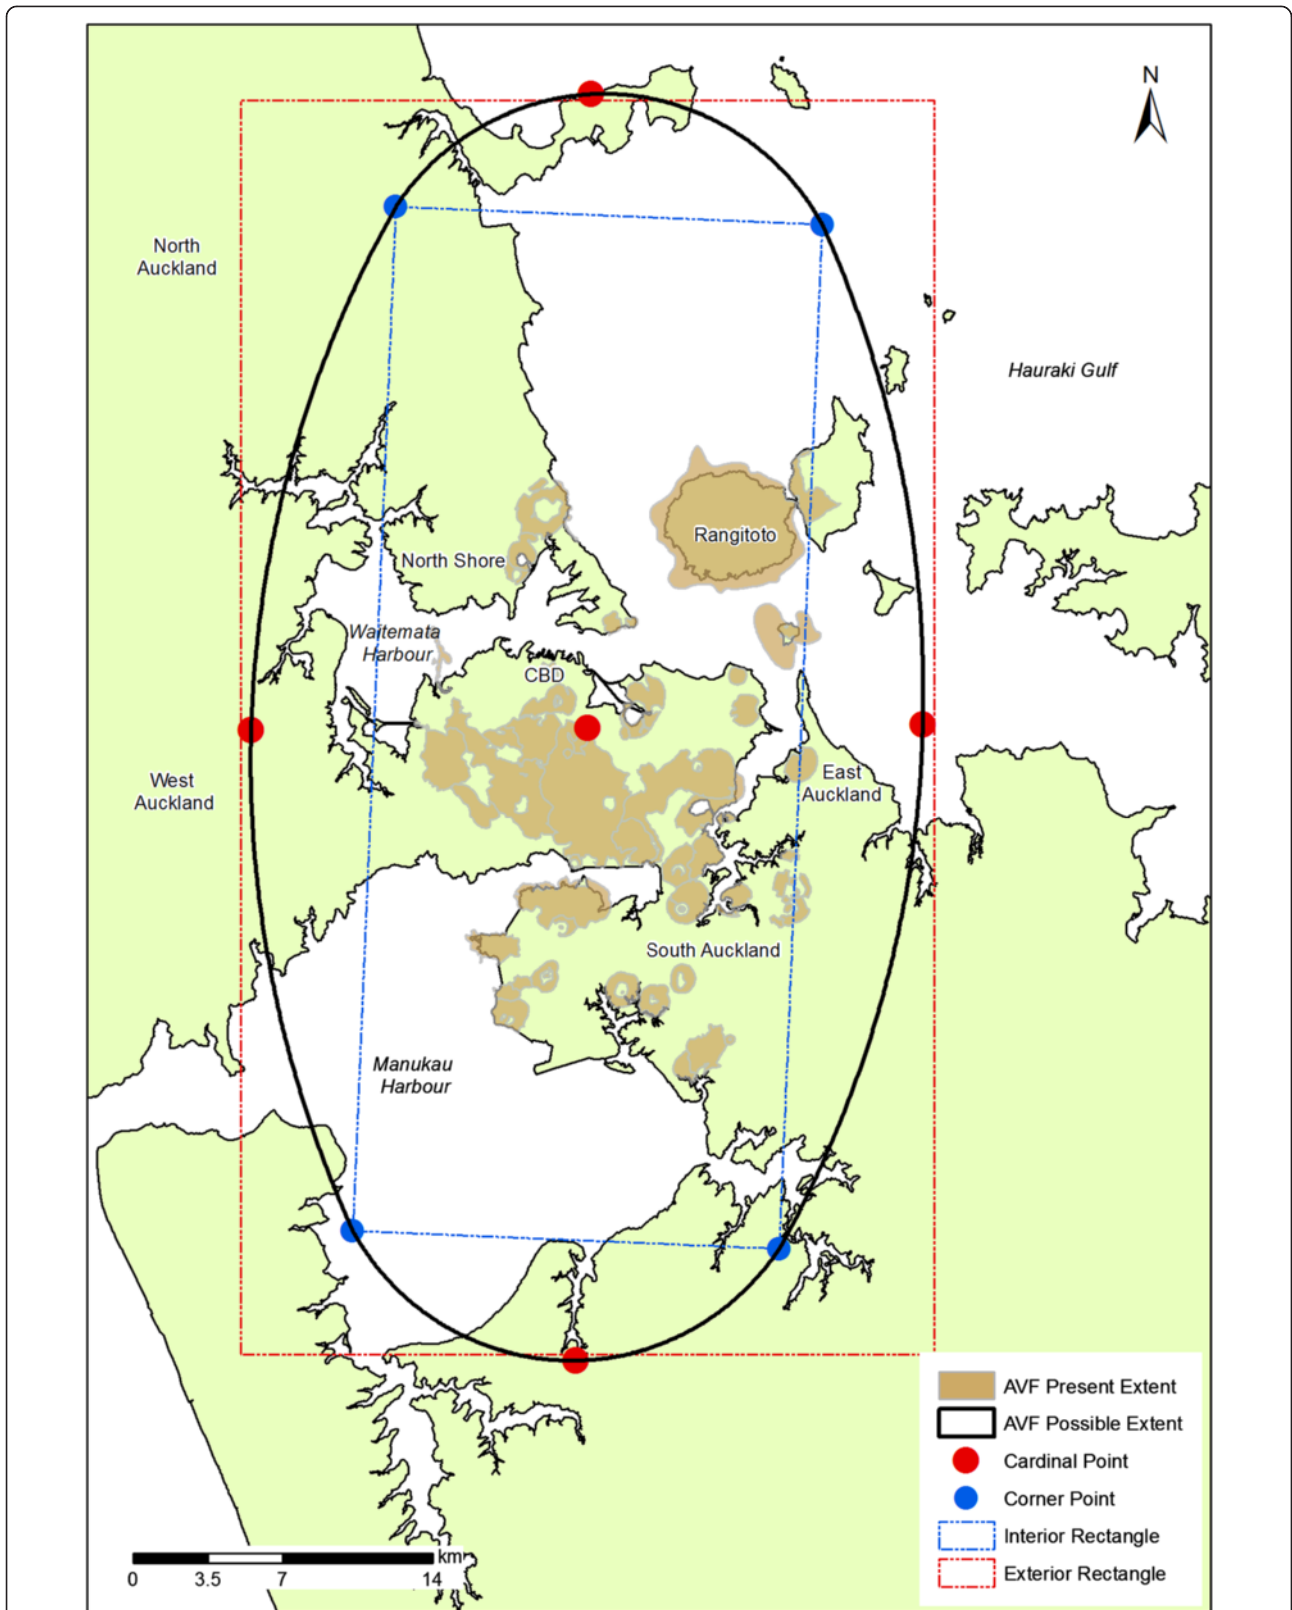 N
North
Auckland
Hauraki Gulf
Rangitoto
North Shore
Waitemata
Harbour
CBD
West
Auckland
East
Auckland
South Auckland
Manukau
Harbour
AVF Present Extent
AVF Possible Extent
Cardinal Point
Corner Point
Interior Rectangle
Exterior Rectangle
km
0 3.5 7 14